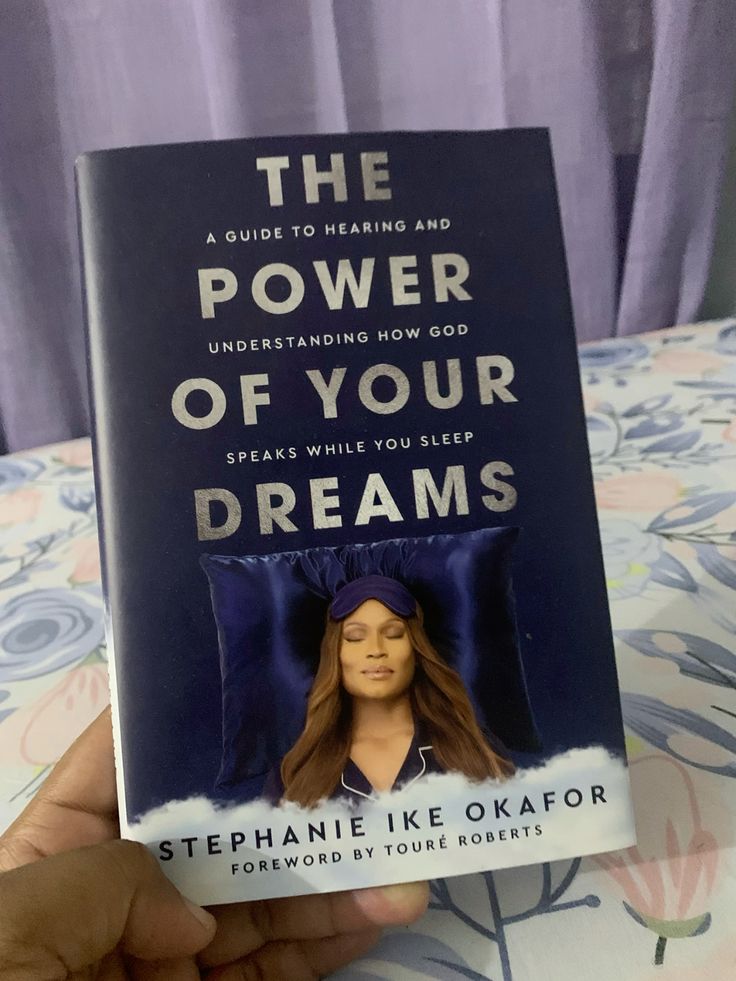 THE
A GUIDE TO HEARING AND
POWER
UNDERSTANDING HOW GOD
OF YOUR
SPEAKS WHILE YOU SLEEP
DREAMS
STEPHANIE IKE OKAFOR
FOREWORD BY TOURÉ ROBERTS